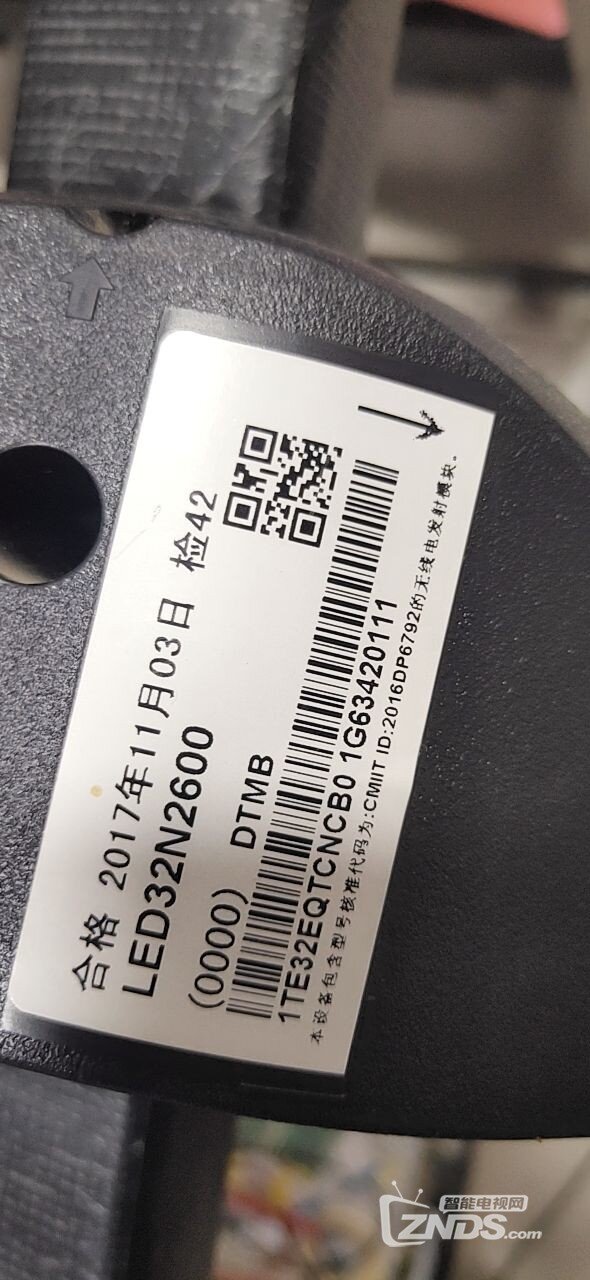 合格 2017年11月03日 检42
LED32N2600
(0000) DTMB
1TE32EQTCNCB0 1G63420111
本设备包含型号核准代码为:CMIIT ID:2016DP6792的无线电发射模块。
智能电视网
ZNDS.com